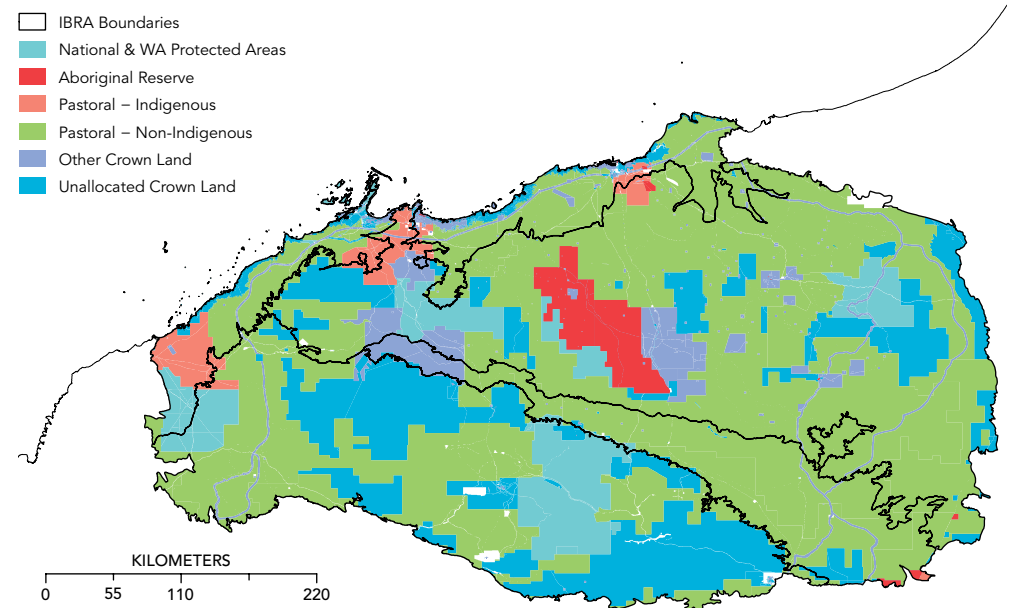 IBRA Boundaries
National & WA Protected Areas
Aboriginal Reserve
Pastoral – Indigenous
Pastoral – Non-Indigenous
Other Crown Land
Unallocated Crown Land
KILOMETERS
0 55 110 220